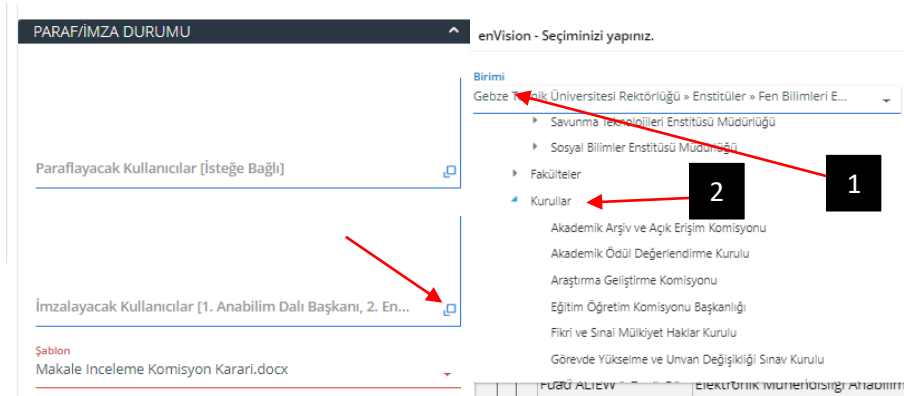 PARAF/İMZA DURUMU
Paraflayacak Kullanıcılar [İsteğe Bağlı]
İmzalayacak Kullanıcılar [1. Anabilim Dalı Başkanı, 2. En...
Şablon
Makale Inceleme Komisyon Karari.docx
enVision - Seçiminizi yapınız.
Birimi
Gebze Teknik Üniversitesi Rektörlüğü » Enstitüler » Fen Bilimleri E...
Savunma Teknolojileri Enstitüsü Müdürlüğü
Sosyal Bilimler Enstitüsü Müdürlüğü
1
Fakülteler
2
Kurullar
Akademik Arşiv ve Açık Erişim Komisyonu
Akademik Ödül Değerlendirme Kurulu
Araştırma Geliştirme Komisyonu
Eğitim Öğretim Komisyonu Başkanlığı
Fikri ve Sınai Mülkiyet Haklar Kurulu
Görevde Yükselme ve Unvan Değişikliği Sınav Kurulu
Fuad ALIEW Elektronik Mühendisliği Anabilim